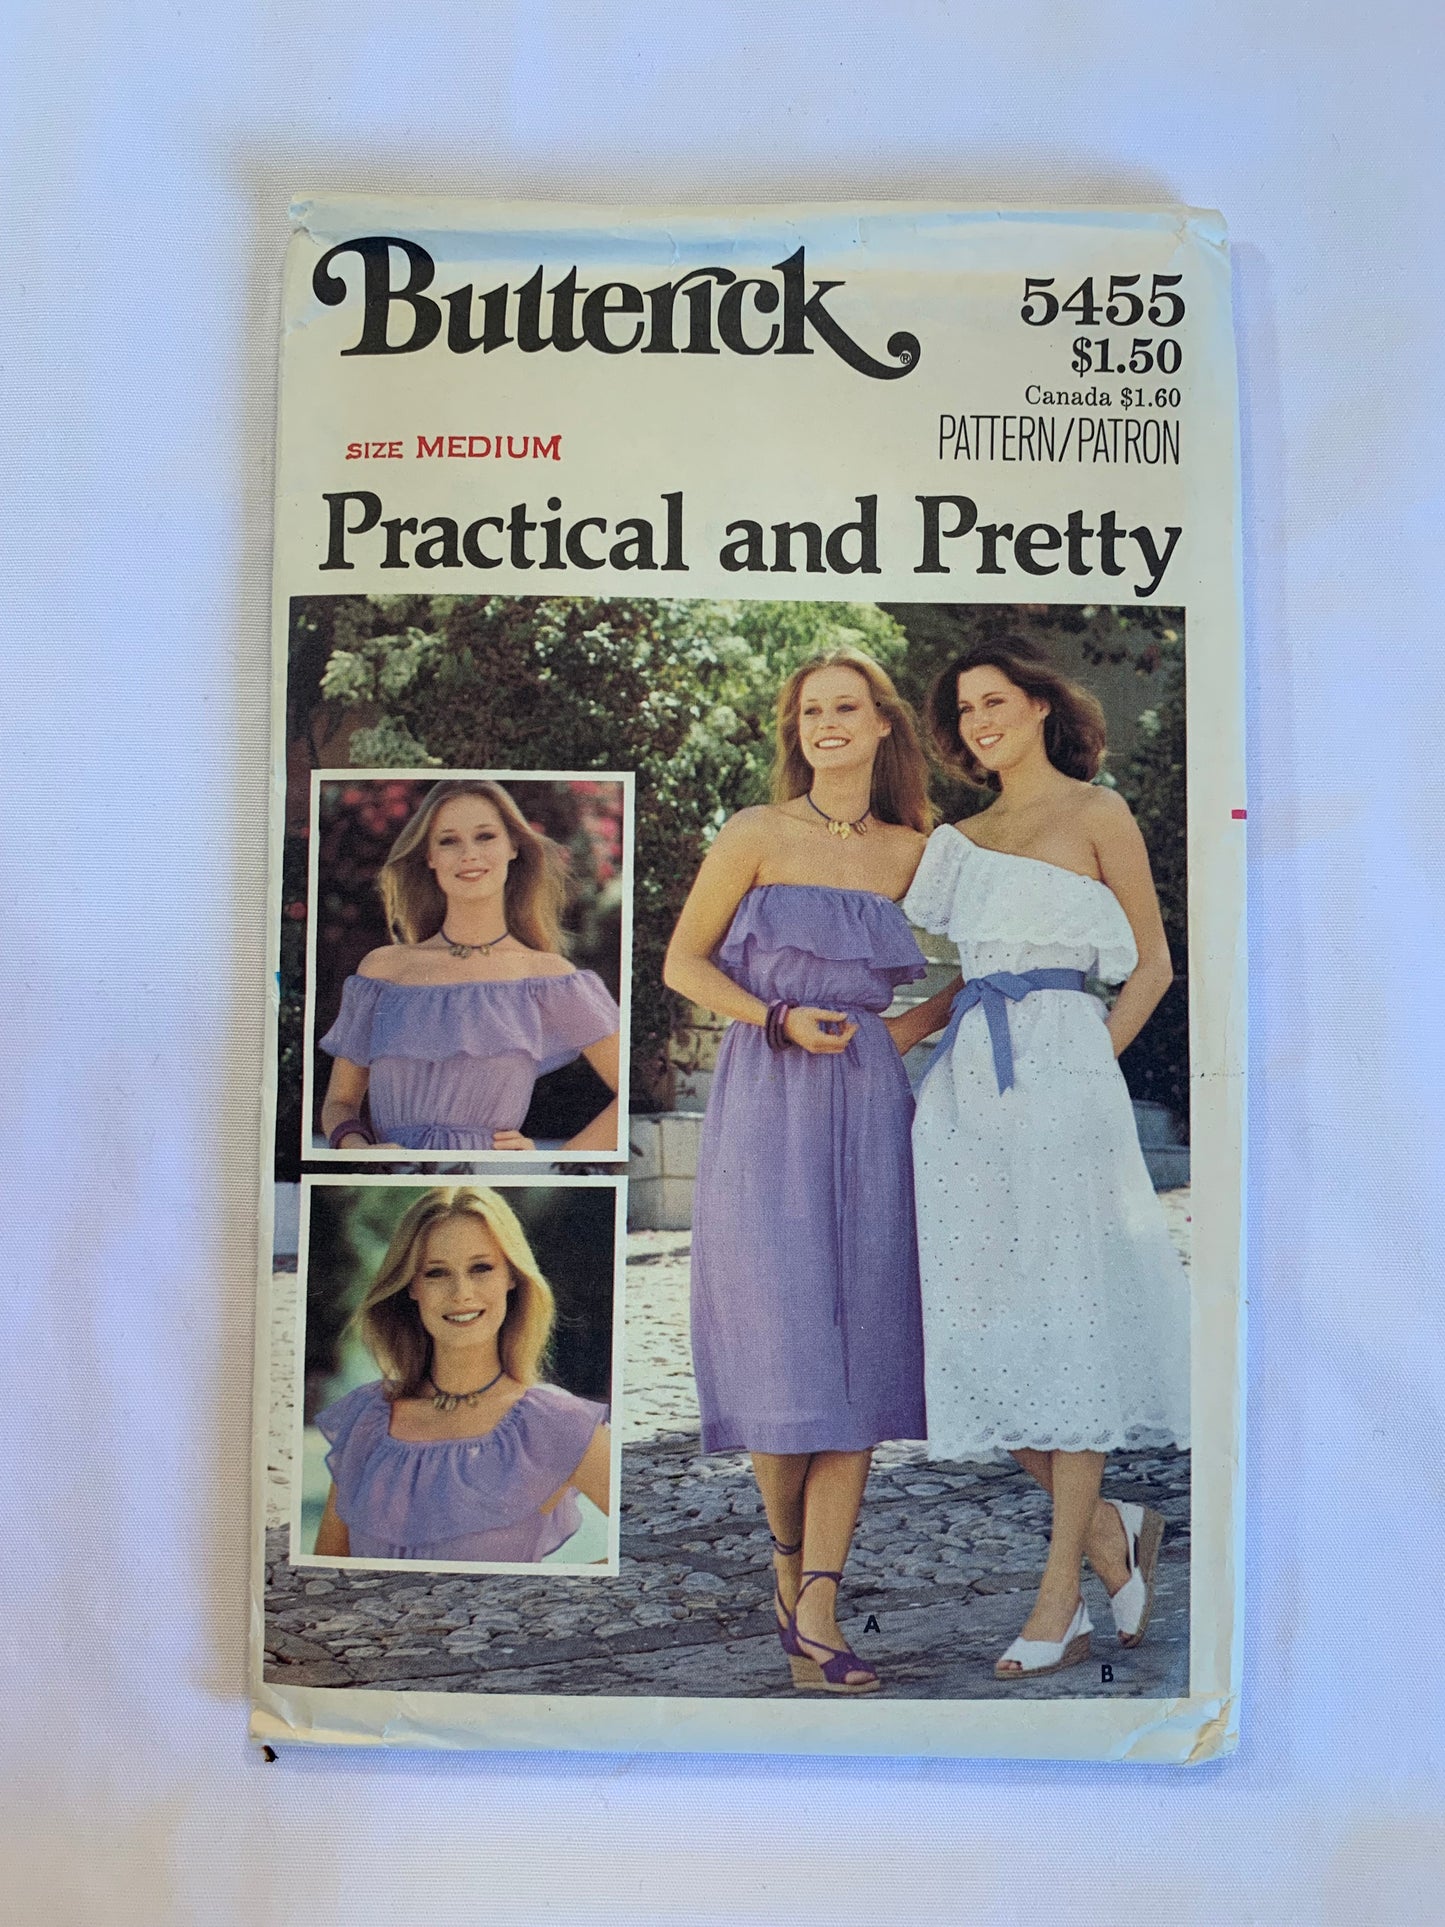 Butterick®
5455
$1.50
Canada $1.60
PATTERN/PATRON
SIZE MEDIUM
Practical and Pretty
A
B